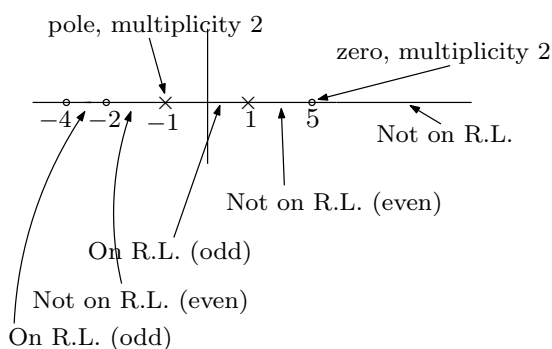 pole, multiplicity 2
zero, multiplicity 2
−4 −2 −1 1 5
Not on R.L.
Not on R.L. (even)
On R.L. (odd)
Not on R.L. (even)
On R.L. (odd)